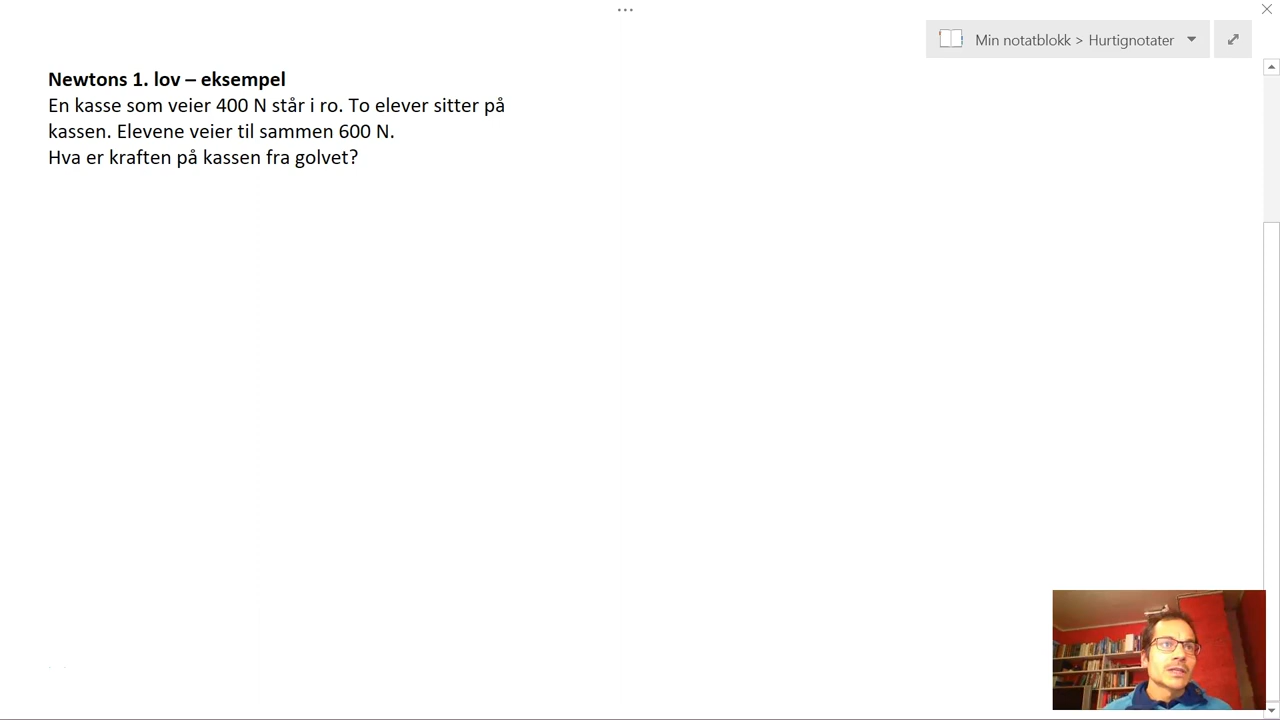 Min notatblokk > Hurtignotater
Newtons 1. lov – eksempel
En kasse som veier 400 N står i ro. To elever sitter på
kassen. Elevene veier til sammen 600 N.
Hva er kraften på kassen fra golvet?